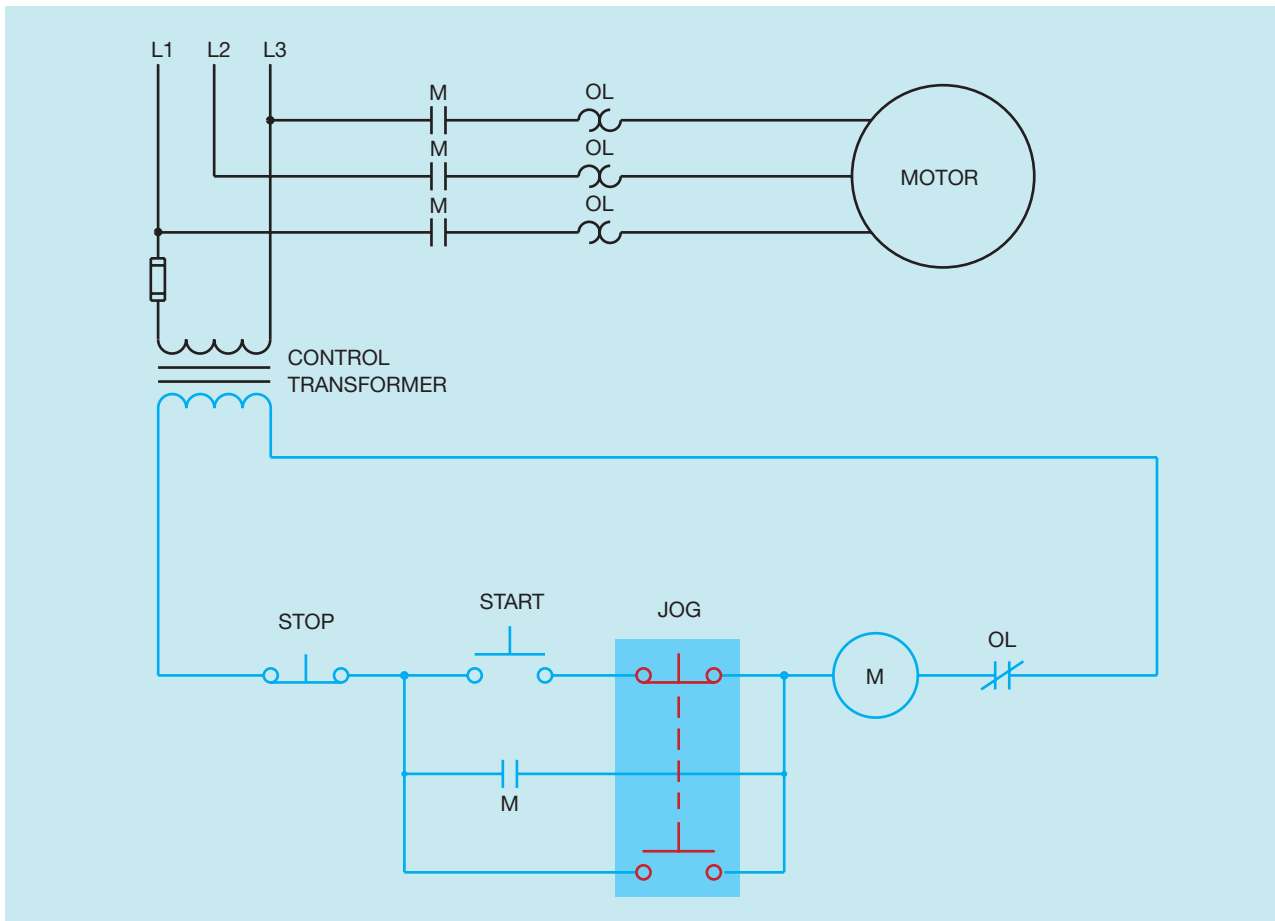 L1 L2 L3
M OL
M OL
MOTOR
M OL
CONTROL
TRANSFORMER
STOP START JOG
OL
M
M